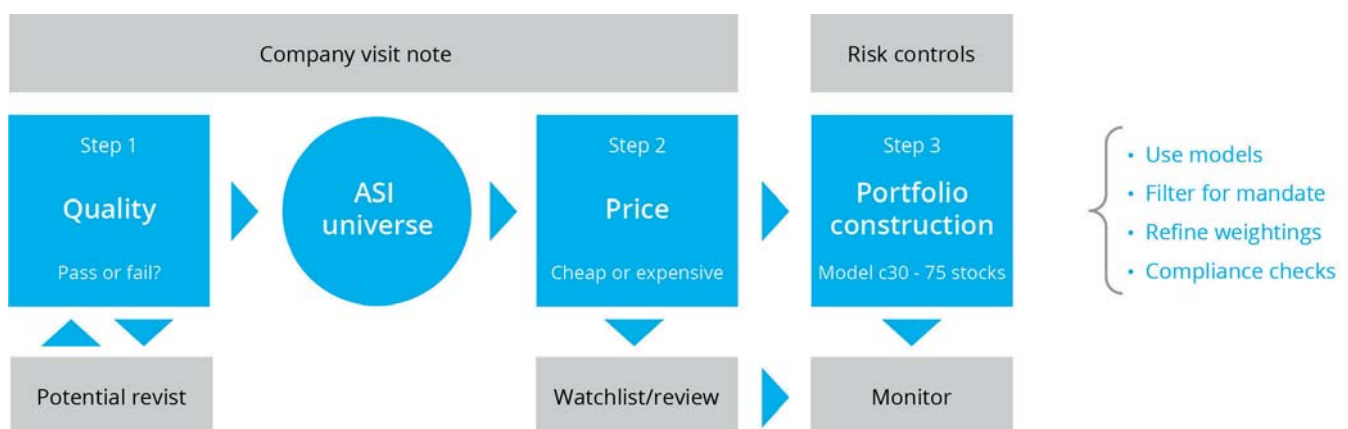 Company visit note
Risk controls
Step 1
Quality
Pass or fail?
ASI
universe
Step 2
Price
Cheap or expensive
Step 3
Portfolio
construction
Model c30 - 75 stocks
• Use models
• Filter for mandate
• Refine weightings
• Compliance checks
Potential revist
Watchlist/review
Monitor